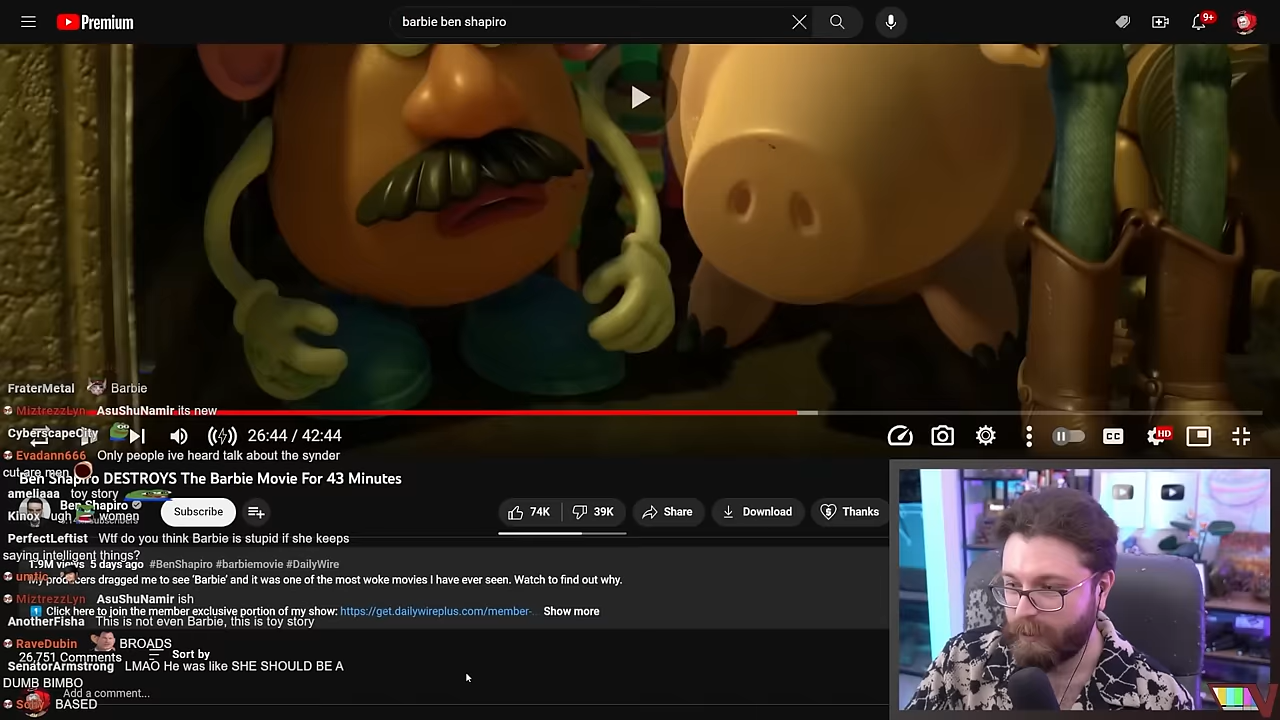 Premium
barbie ben shapiro
9+
FraterMetal Barbie
MiztrezzLyn AsuShuNamir its new
CyberscapeCity
26:44 / 42:44
HD
CC
Evadann666 Only people ive heard talk about the synder
cut are men
Ben Shapiro DESTROYS The Barbie Movie For 43 Minutes
ameliaaa toy story
Ben Shapiro
Subscribe
74K
39K
Share
Download
Thanks
Kinox ugh women
PerfectLeftist Wtf do you think Barbie is stupid if she keeps
saying intelligent things?
1.9M views 5 days ago #BenShapiro #barbiemovie #DailyWire
My producers dragged me to see 'Barbie' and it was one of the most woke movies I have ever seen. Watch to find out why.
MiztrezzLyn AsuShuNamir ish
Click here to join the member exclusive portion of my show: https://get.dailywireplus.com/member-... Show more
AnotherFisha This is not even Barbie, this is toy story
RaveDubin BROADS
26,751 Comments
Sort by
SenatorArmstrong LMAO He was like SHE SHOULD BE A
DUMB BIMBO
Add a comment...
BASED